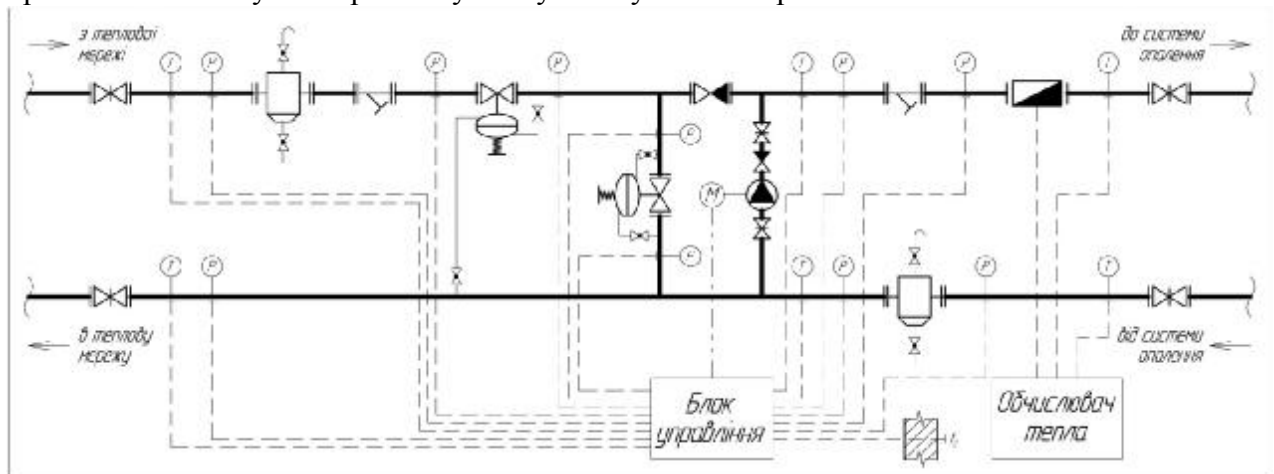 з теплової
мережі
до системи
опалення
T
P
P
P
T
P
P
T
P
M
P
T
P
T
P
P
T
в теплову
мережу
від системи
опалення
Блок
управління
Обчислювач
тепла